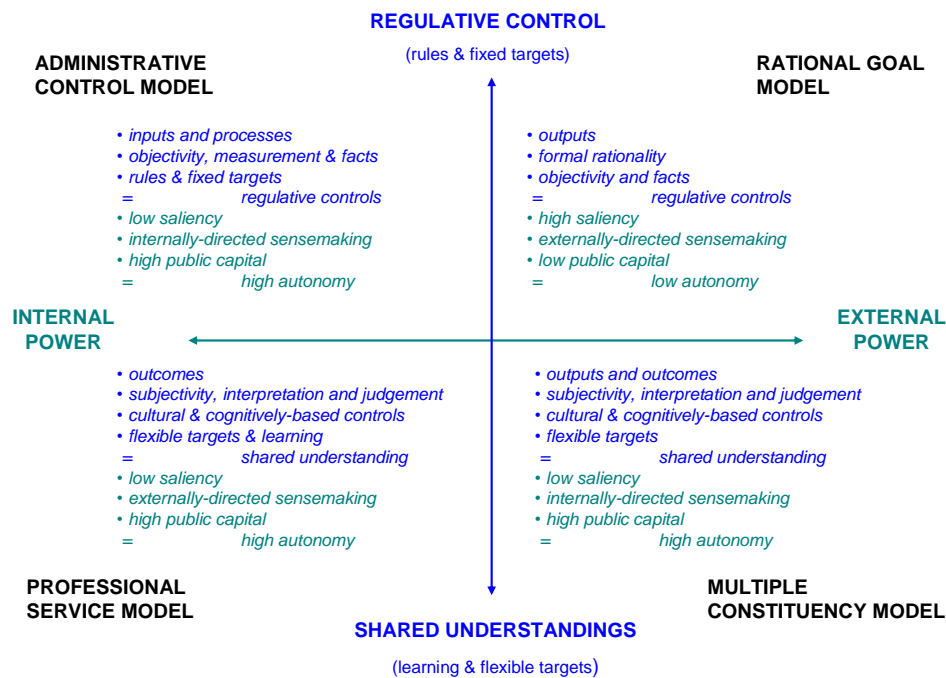 REGULATIVE CONTROL
(rules & fixed targets)
ADMINISTRATIVE
CONTROL MODEL
RATIONAL GOAL
MODEL
• inputs and processes
• objectivity, measurement & facts
• rules & fixed targets
= regulative controls
• low saliency
• internally-directed sensemaking
• high public capital
= high autonomy
• outputs
• formal rationality
• objectivity and facts
= regulative controls
• high saliency
• externally-directed sensemaking
• low public capital
= low autonomy
INTERNAL
POWER
EXTERNAL
POWER
• outcomes
• subjectivity, interpretation and judgement
• cultural & cognitively-based controls
• flexible targets & learning
= shared understanding
• low saliency
• externally-directed sensemaking
• high public capital
= high autonomy
• outputs and outcomes
• subjectivity, interpretation and judgement
• cultural & cognitively-based controls
• flexible targets
= shared understanding
• low saliency
• internally-directed sensemaking
• high public capital
= high autonomy
PROFESSIONAL
SERVICE MODEL
MULTIPLE
CONSTITUENCY MODEL
SHARED UNDERSTANDINGS
(learning & flexible targets)